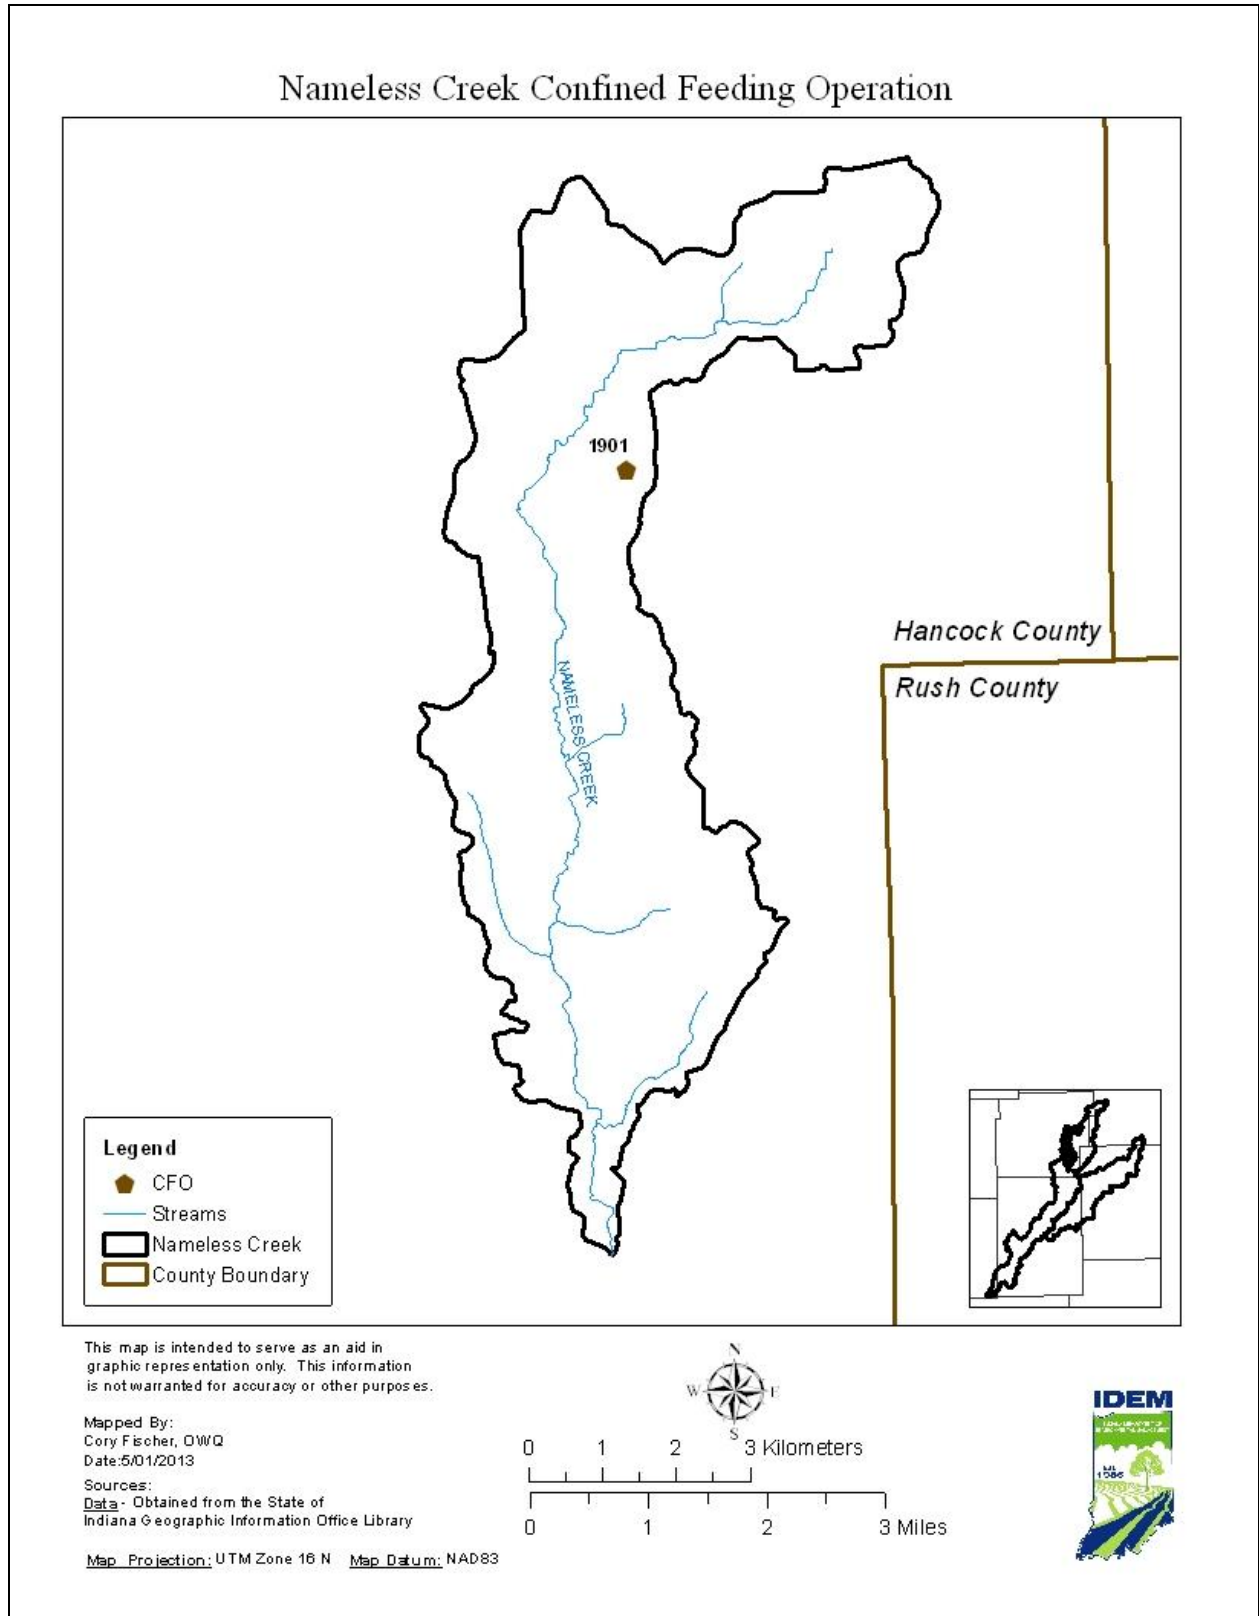 Nameless Creek Confined Feeding Operation
1901
Hancock County
Rush County
NAMELESS CREEK
Legend
CFO
Streams
Nameless Creek
County Boundary
This map is intended to serve as an aid in
graphic representation only. This information
is not warranted for accuracy or other purposes.
Mapped By:
Cory Fischer, OWQ
Date:5/01/2013
Sources:
Data - Obtained from the State of
Indiana Geographic Information Office Library
Map Projection: UTM Zone 16 N Map Datum: NAD83
N
W E
S
0 1 2 3 Kilometers
0 1 2 3 Miles
IDEM
1986